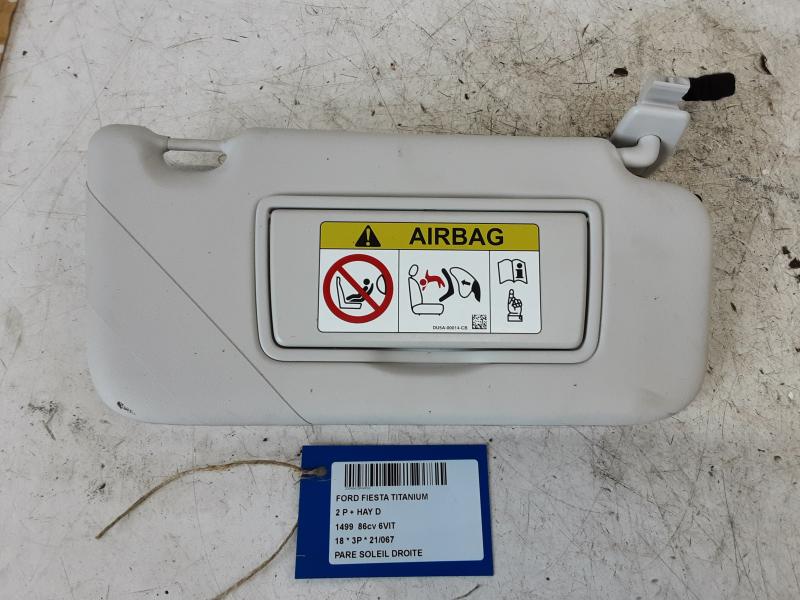 AIRBAG
DU5A-00014-CB
FORD FIESTA TITANIUM
2 P + HAY D
1499 86cv 6VIT
18 * 3P * 21/067
PARE SOLEIL DROITE